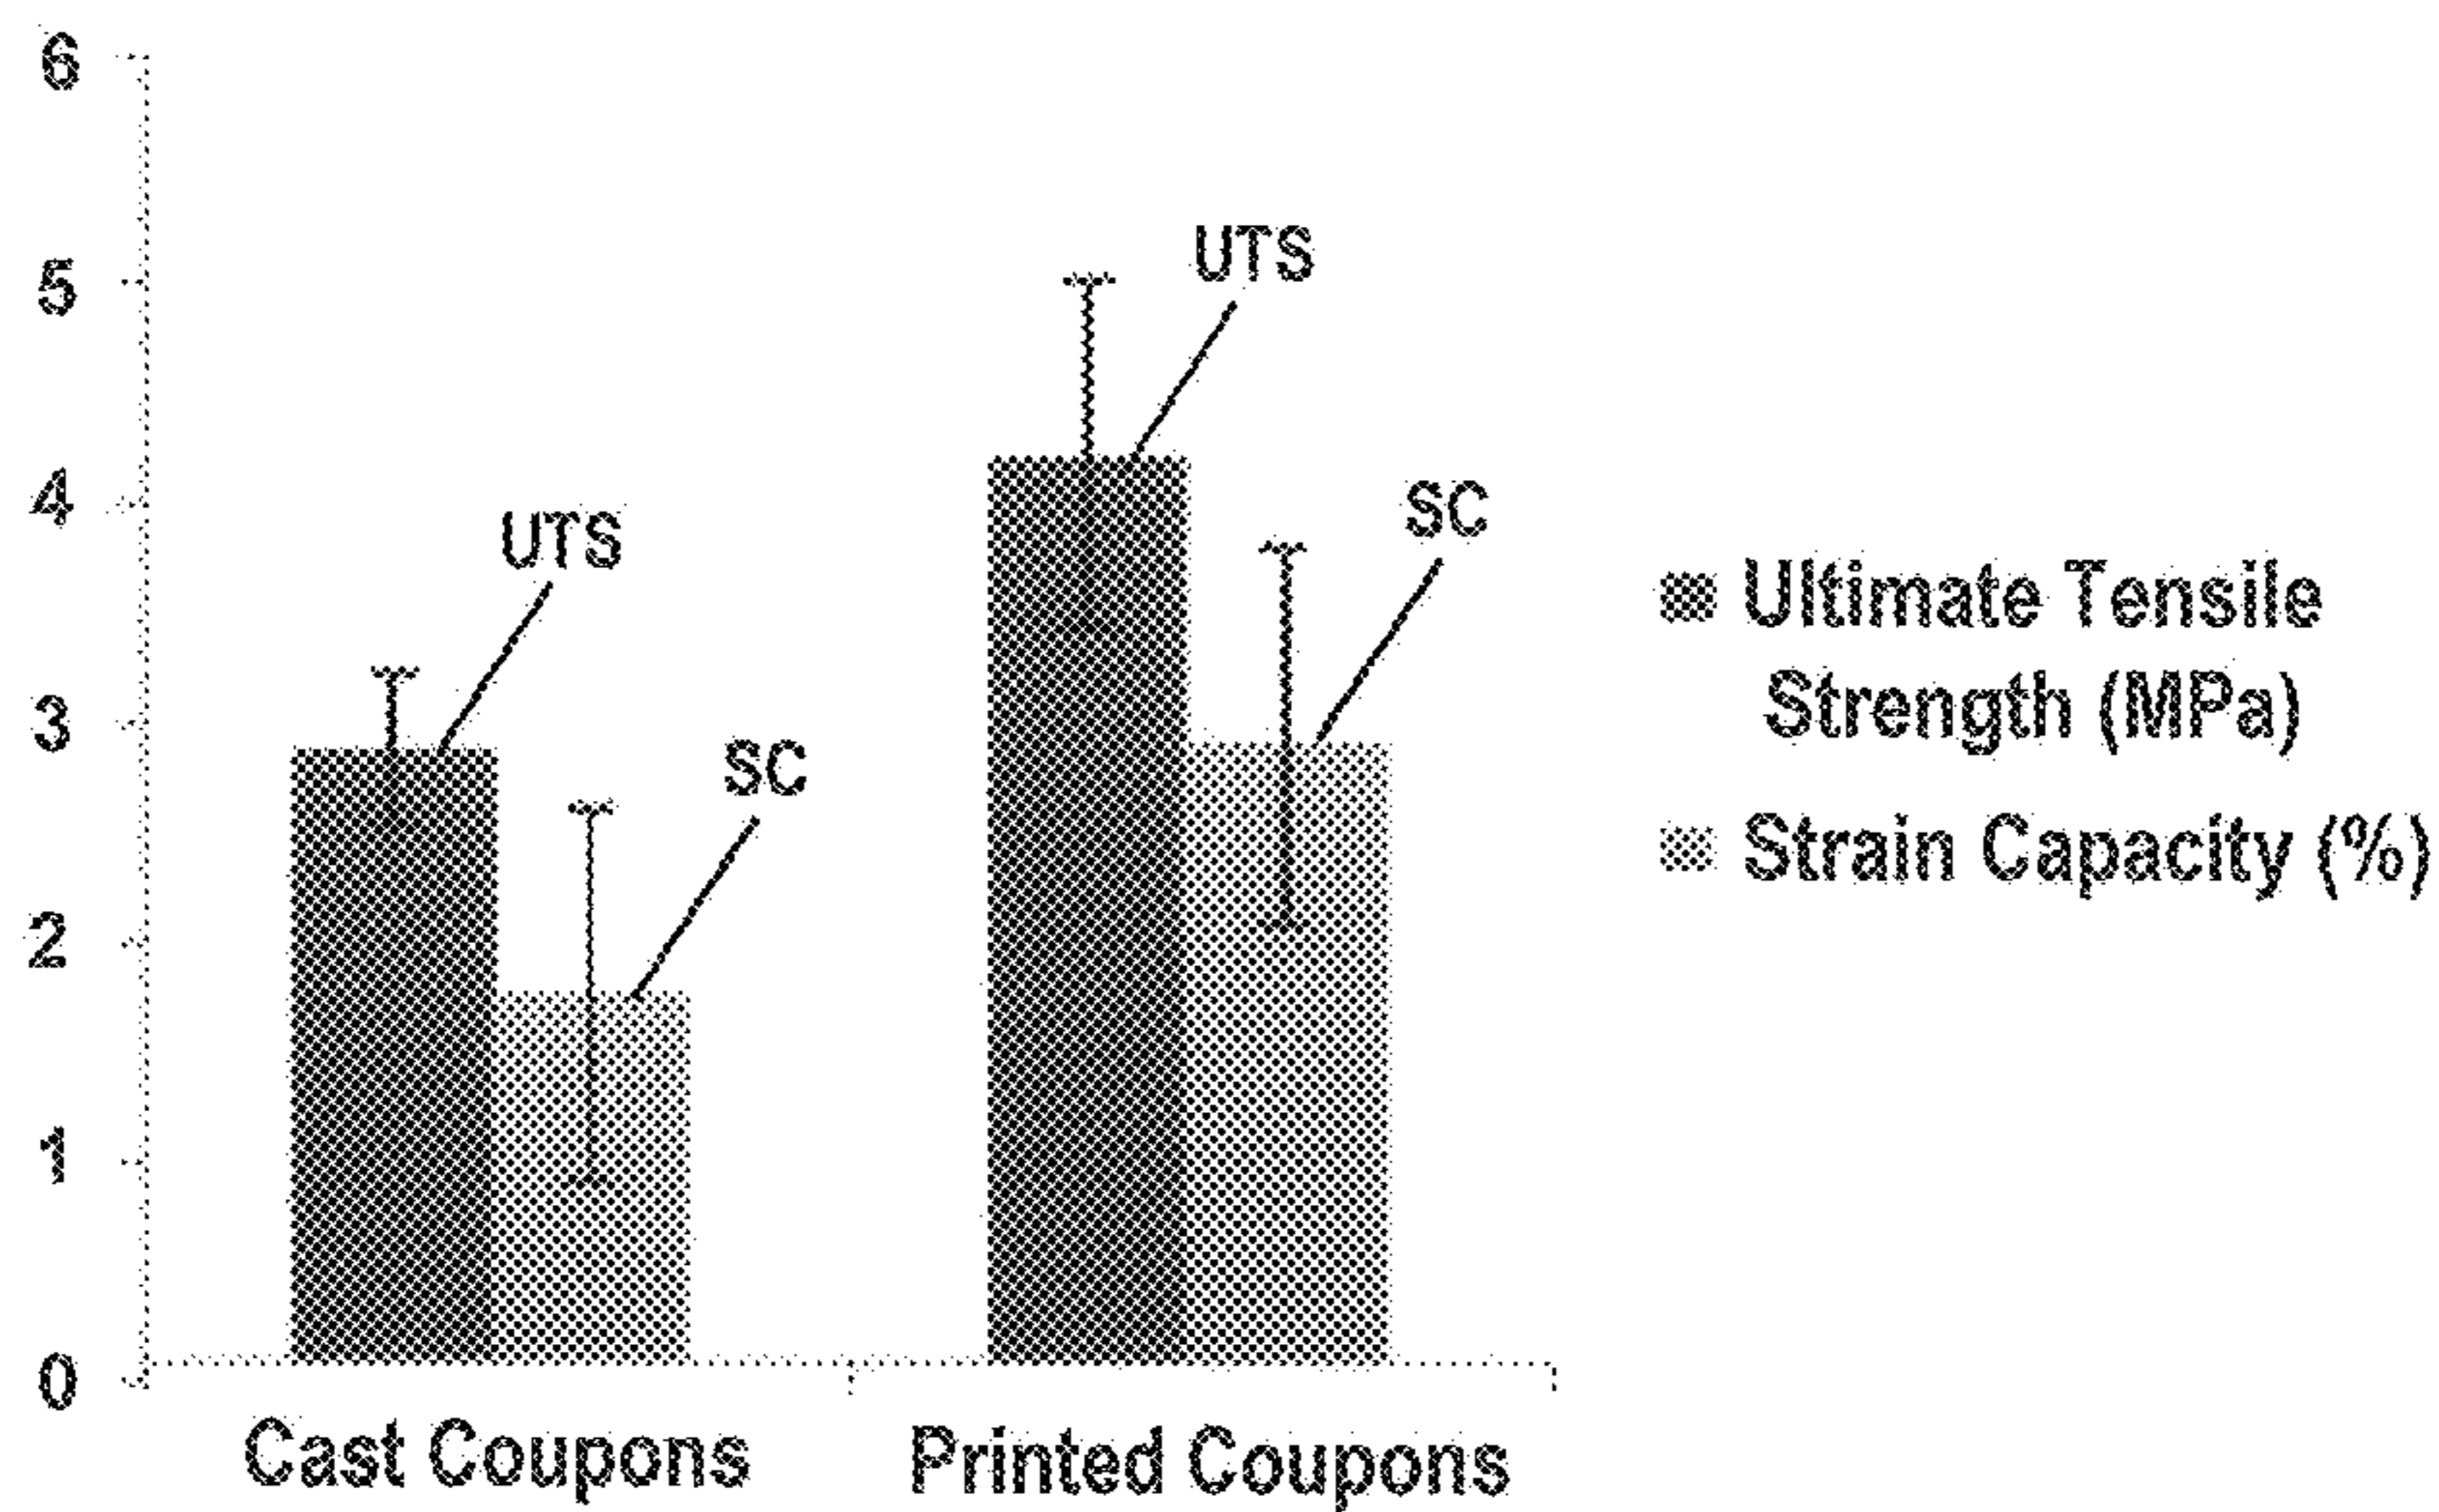 6
5
4
3
2
1
0
UTS
SC
UTS
SC
Cast Coupons
Printed Coupons
Ultimate Tensile
Strength (MPa)
Strain Capacity (%)